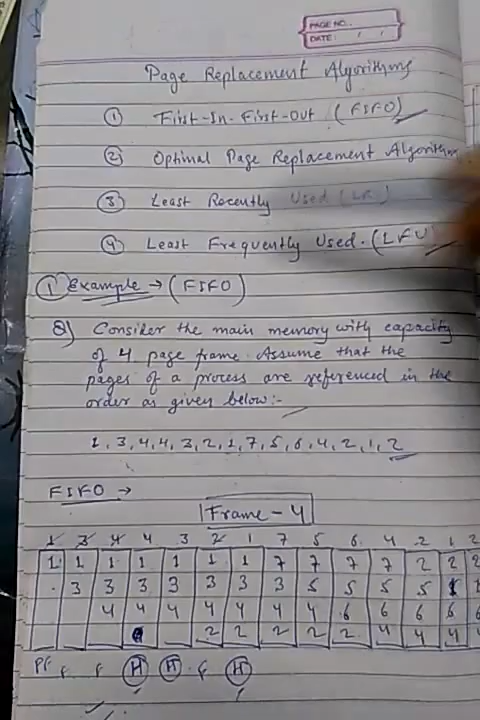 PAGE NO.
DATE: / /
Page Replacement Algorithms
① First-In-First-Out (FIFO)
② Optimal Page Replacement Algorithm
③ Least Recently Used (LR )
④ Least Frequently Used. (LFU)
① Example → (FIFO)
Q) Consider the main memory with capacity
of 4 page frame. Assume that the
pages of a process are referenced in the
order as given below:-
1, 3, 4, 4, 3, 2, 1, 7, 5, 6, 4, 2, 1, 2
FIFO →
Frame - 4
1 3 4 4 3 2 1 7 5 6 4 2 1 2
1 1 1 1 1 1 1 7 7 7 7 2 2 2
3 3 3 3 3 3 3 5 5 5 5 1 1
4 4 4 4 4 4 4 6 6 6 6 6
2 2 2 2 2 4 4 4 4
PF F F H H F H